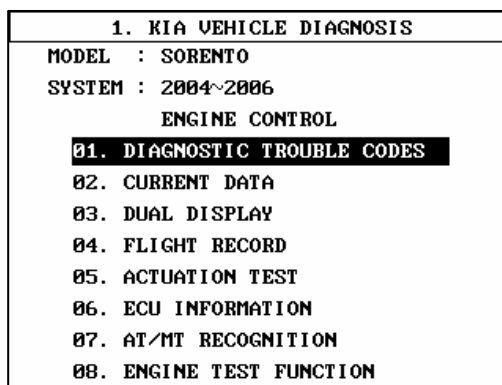 1. KIA VEHICLE DIAGNOSIS
MODEL : SORENTO
SYSTEM : 2004~2006
ENGINE CONTROL
01. DIAGNOSTIC TROUBLE CODES
02. CURRENT DATA
03. DUAL DISPLAY
04. FLIGHT RECORD
05. ACTUATION TEST
06. ECU INFORMATION
07. AT/MT RECOGNITION
08. ENGINE TEST FUNCTION